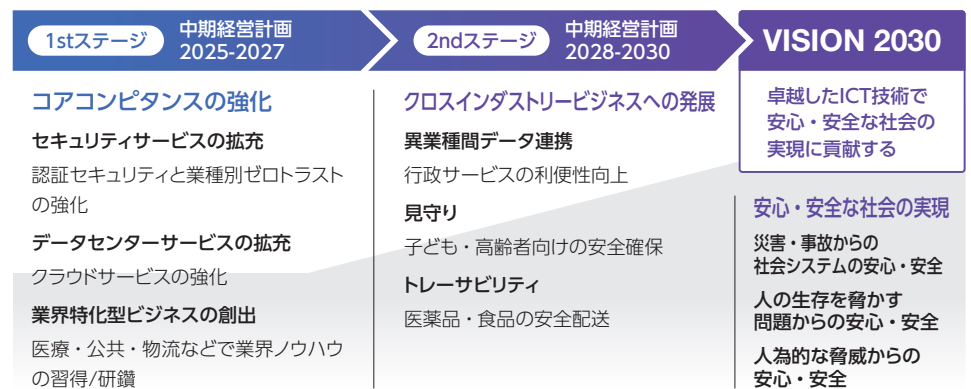 1stステージ
中期経営計画
2025-2027
2ndステージ
中期経営計画
2028-2030
VISION 2030
卓越したICT技術で
安心・安全な社会の
実現に貢献する
コアコンピタンスの強化
セキュリティサービスの拡充
認証セキュリティと業種別ゼロトラスト
の強化
データセンターサービスの拡充
クラウドサービスの強化
業界特化型ビジネスの創出
医療・公共・物流などで業界ノウハウ
の習得/研鑽
クロスインダストリービジネスへの発展
異業種間データ連携
行政サービスの利便性向上
見守り
子ども・高齢者向けの安全確保
トレーサビリティ
医薬品・食品の安全配送
安心・安全な社会の実現
災害・事故からの
社会システムの安心・安全
人の生存を脅かす
問題からの安心・安全
人為的な脅威からの
安心・安全